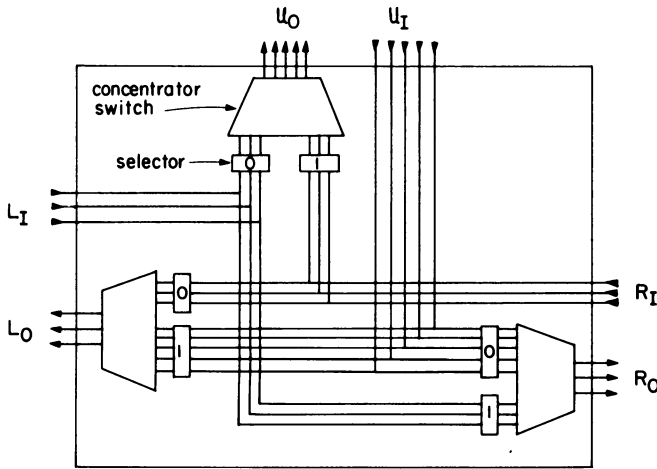 U_O U_I
concentrator
switch
selector
0 1
L_I
0
R_I
L_O
1 0
R_O
1